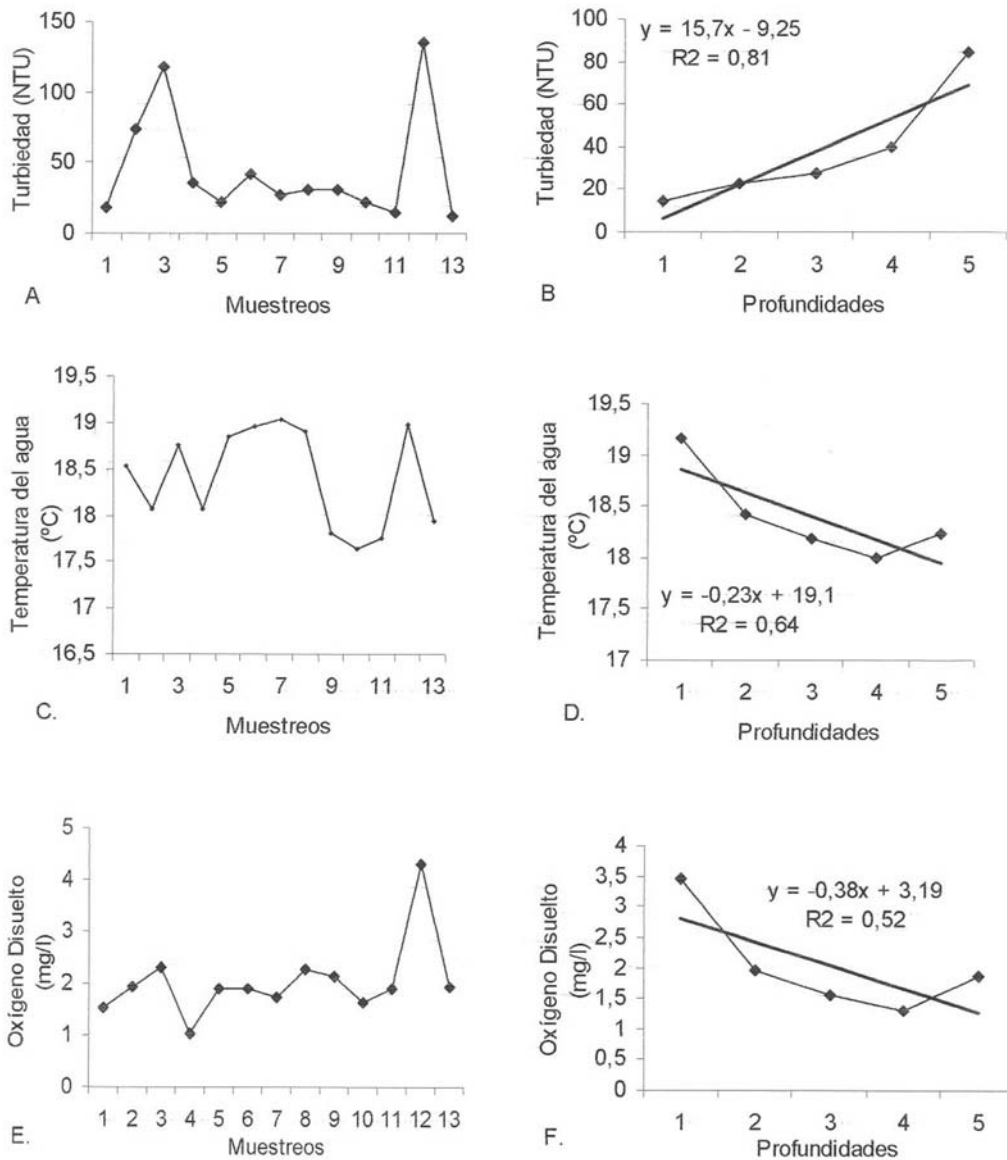 150
100
50
0
Turbiedad (NTU)
1 3 5 7 9 11 13
Muestreos
A
y = 15,7x - 9,25
R2 = 0,81
100
80
60
40
20
0
Turbiedad (NTU)
1 2 3 4 5
Profundidades
B
19,5
19
18,5
18
17,5
17
16,5
Temperatura del agua
(ºC)
1 3 5 7 9 11 13
Muestreos
C.
19,5
19
18,5
18
17,5
17
Temperatura del agua
(ºC)
y = -0,23x + 19,1
R2 = 0,64
1 2 3 4 5
Profundidades
D.
5
4
3
2
1
0
Oxígeno Disuelto
(mg/l)
1 2 3 4 5 6 7 8 9 10 11 12 13
Muestreos
E.
4
3,5
3
2,5
2
1,5
1
0,5
0
Oxígeno Disuelto
(mg/l)
y = -0,38x + 3,19
R2 = 0,52
1 2 3 4 5
Profundidades
F.